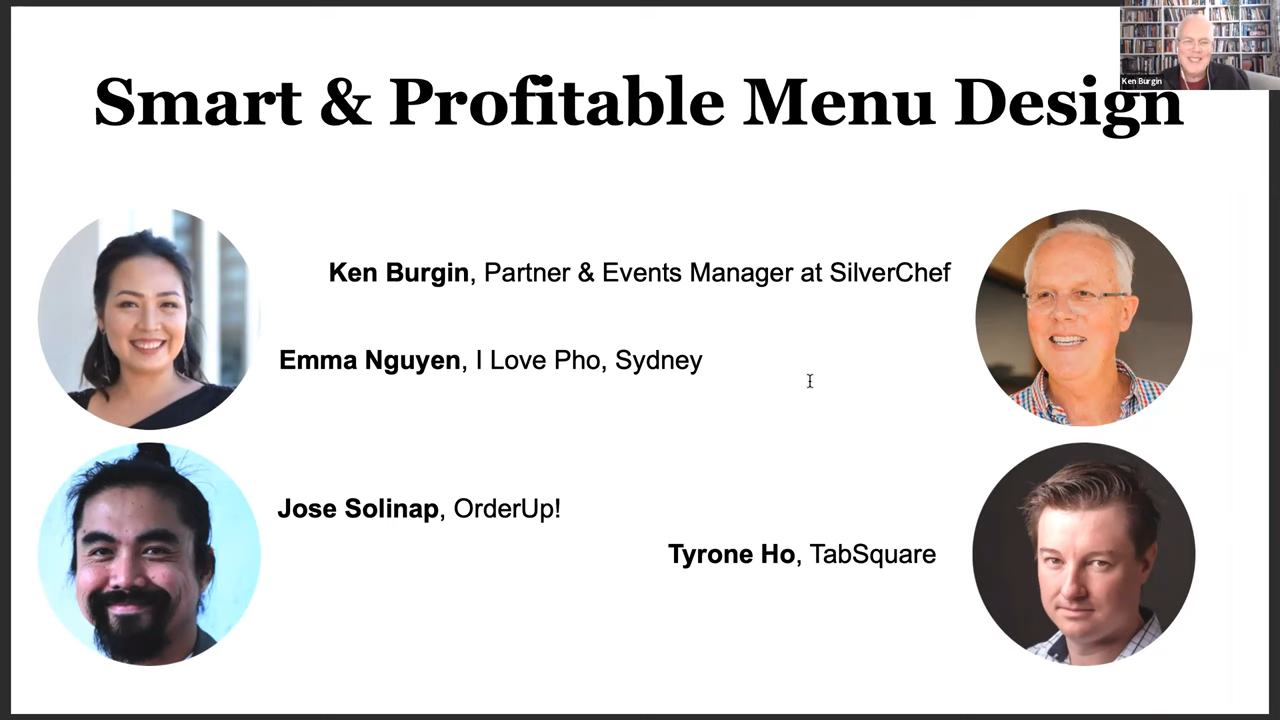 Ken Burgin
Smart & Profitable Menu Design
Ken Burgin, Partner & Events Manager at SilverChef
Emma Nguyen, I Love Pho, Sydney
Jose Solinap, OrderUp!
Tyrone Ho, TabSquare